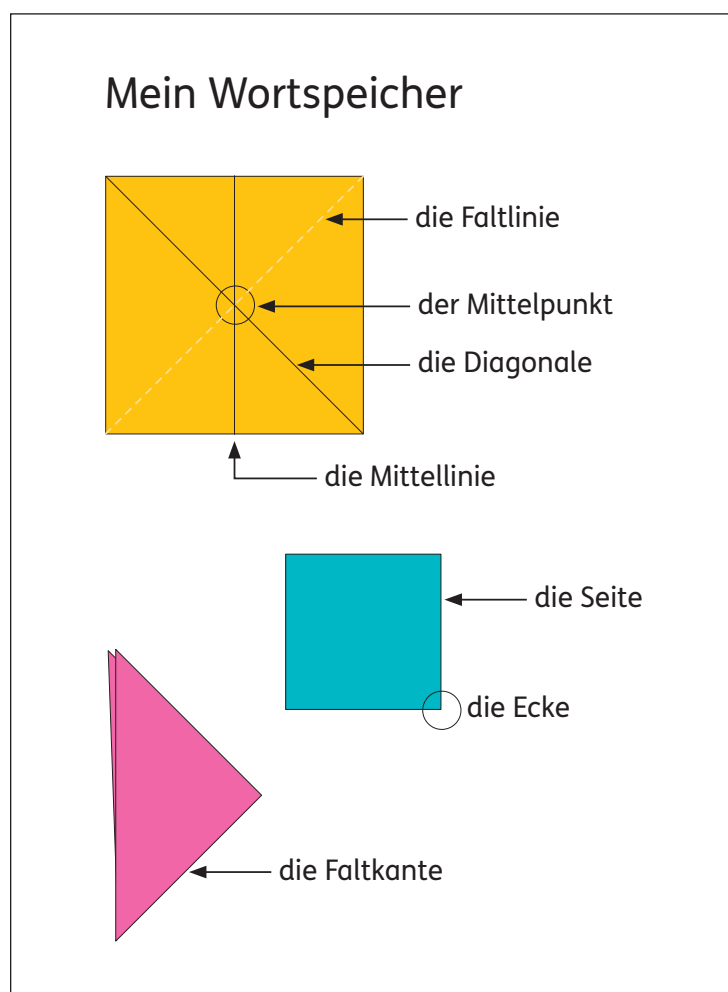 Mein Wortspeicher
die Faltlinie
der Mittelpunkt
die Diagonale
die Mittellinie
die Seite
die Ecke
die Faltkante